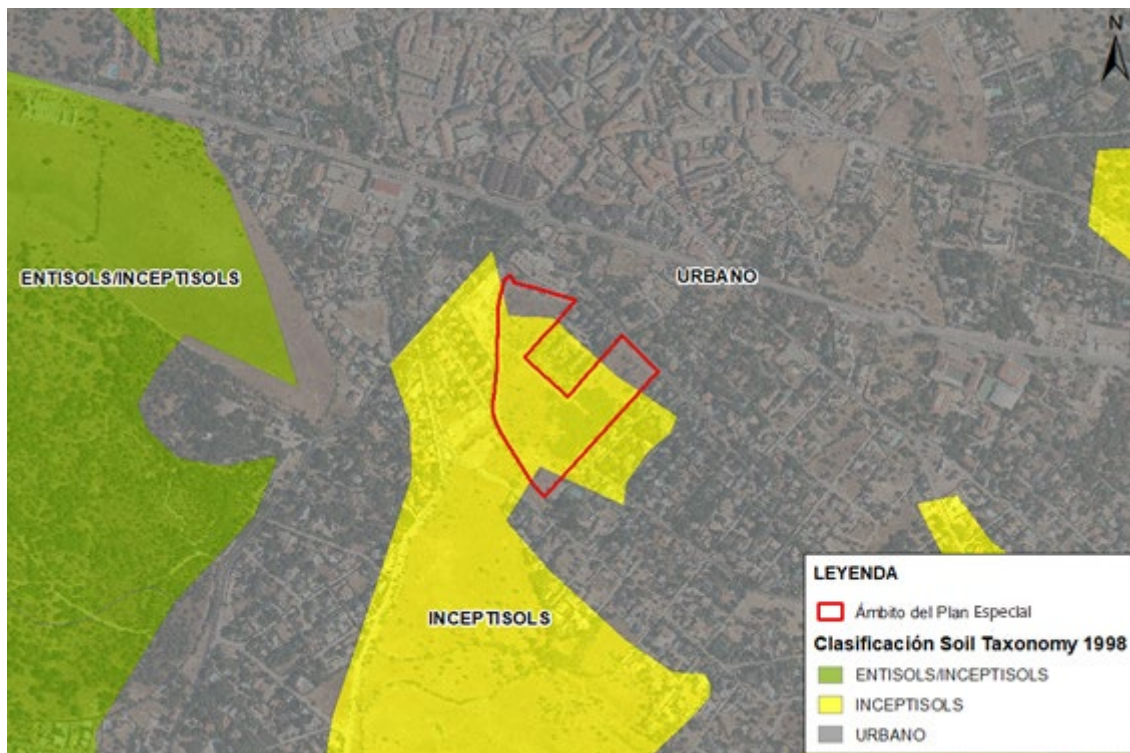 N
ENTISOLS/INCEPTISOLS
URBANO
INCEPTISOLS
LEYENDA
Ámbito del Plan Especial
Clasificación Soil Taxonomy 1998
ENTISOLS/INCEPTISOLS
INCEPTISOLS
URBANO